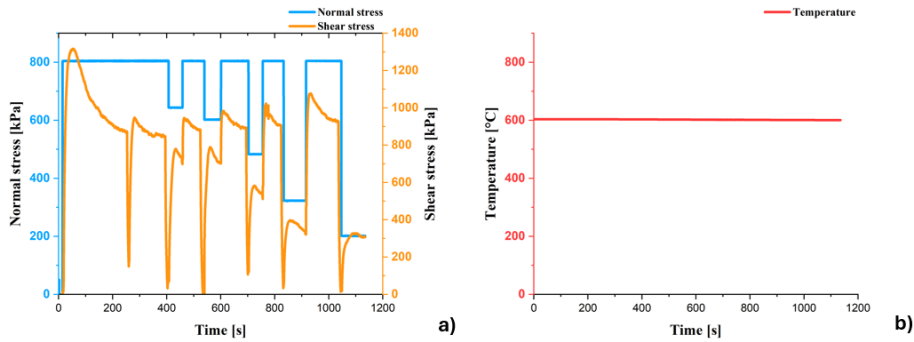 Normal stress
Shear stress
800
600
400
200
0
Normal stress [kPa]
1400
1200
1000
800
600
400
200
0
Shear stress [kPa]
0 200 400 600 800 1000 1200
Time [s]
a)
Temperature
800
600
400
200
0
Temperature [°C]
0 200 400 600 800 1000 1200
Time [s]
b)